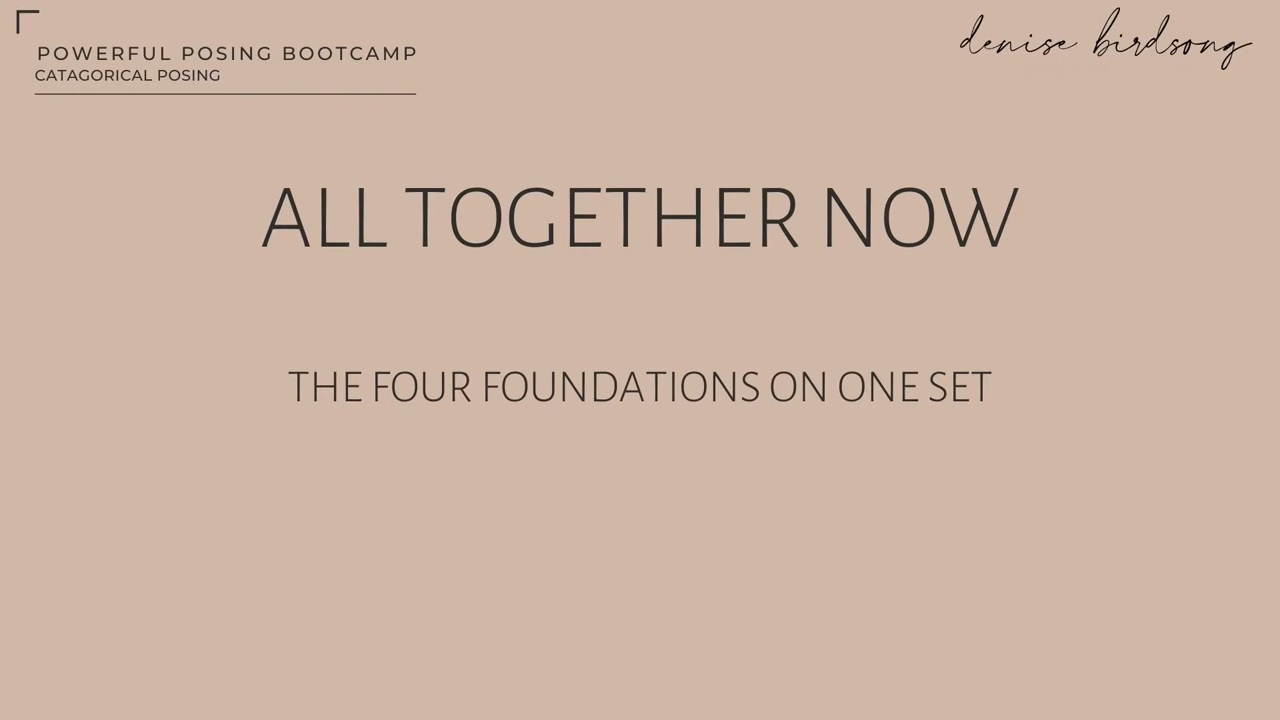 POWERFUL POSING BOOTCAMP
CATAGORICAL POSING
denise birdsong
ALL TOGETHER NOW
THE FOUR FOUNDATIONS ON ONE SET